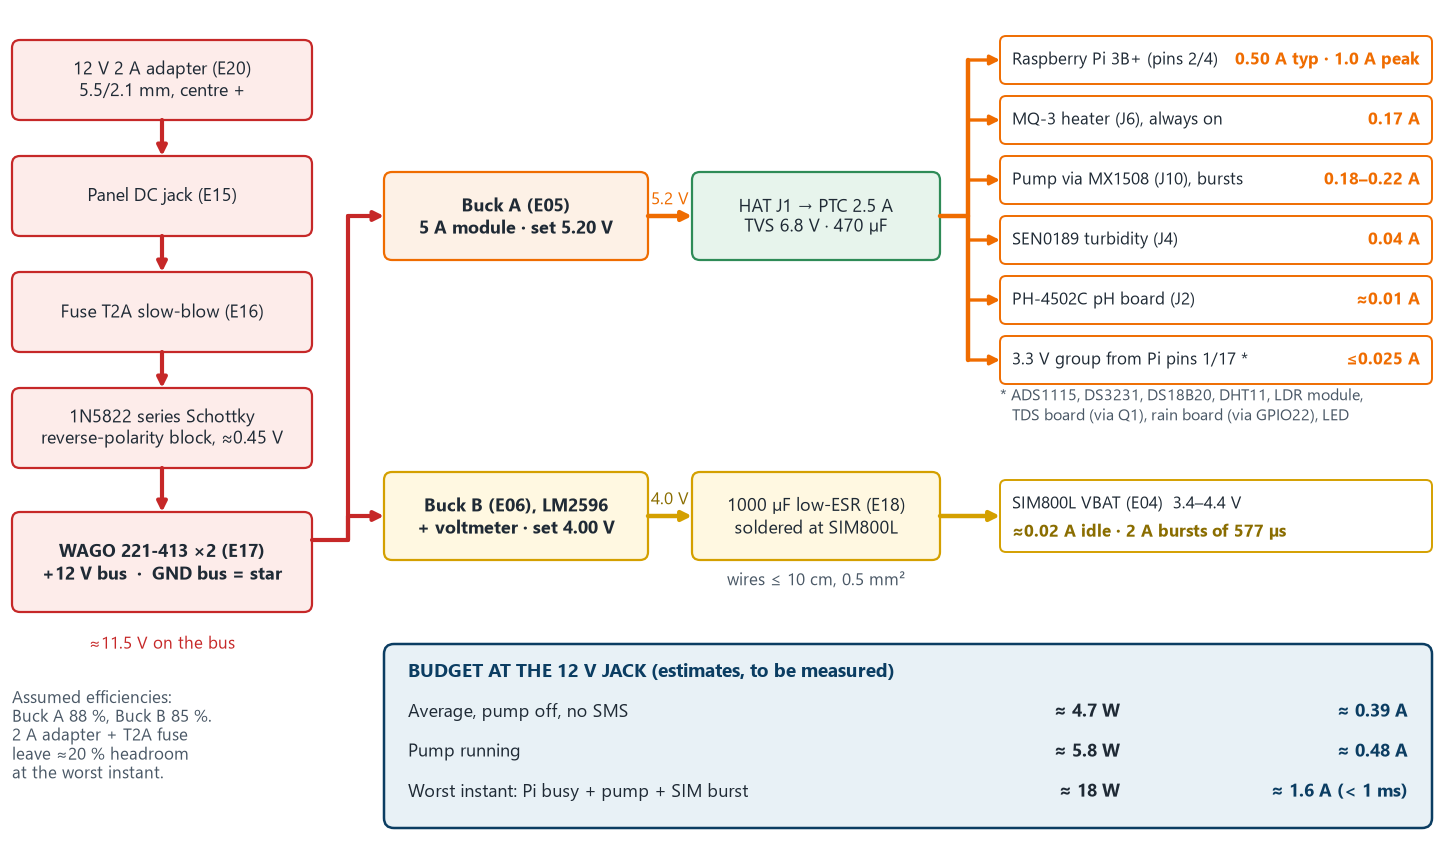 12 V 2 A adapter (E20)
5.5/2.1 mm, centre +
Panel DC jack (E15)
Fuse T2A slow-blow (E16)
1N5822 series Schottky
reverse-polarity block, ≈0.45 V
WAGO 221-413 ×2 (E17)
+12 V bus · GND bus = star
≈11.5 V on the bus
Assumed efficiencies:
Buck A 88 %, Buck B 85 %.
2 A adapter + T2A fuse
leave ≈20 % headroom
at the worst instant.
Buck A (E05)
5 A module · set 5.20 V
5.2 V
HAT J1 → PTC 2.5 A
TVS 6.8 V · 470 µF
Raspberry Pi 3B+ (pins 2/4) 0.50 A typ · 1.0 A peak
MQ-3 heater (J6), always on 0.17 A
Pump via MX1508 (J10), bursts 0.18–0.22 A
SEN0189 turbidity (J4) 0.04 A
PH-4502C pH board (J2) ≈0.01 A
3.3 V group from Pi pins 1/17 * ≤0.025 A
* ADS1115, DS3231, DS18B20, DHT11, LDR module,
TDS board (via Q1), rain board (via GPIO22), LED
Buck B (E06), LM2596
+ voltmeter · set 4.00 V
4.0 V
1000 µF low-ESR (E18)
soldered at SIM800L
wires ≤ 10 cm, 0.5 mm²
SIM800L VBAT (E04) 3.4–4.4 V
≈0.02 A idle · 2 A bursts of 577 µs
BUDGET AT THE 12 V JACK (estimates, to be measured)
Average, pump off, no SMS ≈ 4.7 W ≈ 0.39 A
Pump running ≈ 5.8 W ≈ 0.48 A
Worst instant: Pi busy + pump + SIM burst ≈ 18 W ≈ 1.6 A (< 1 ms)